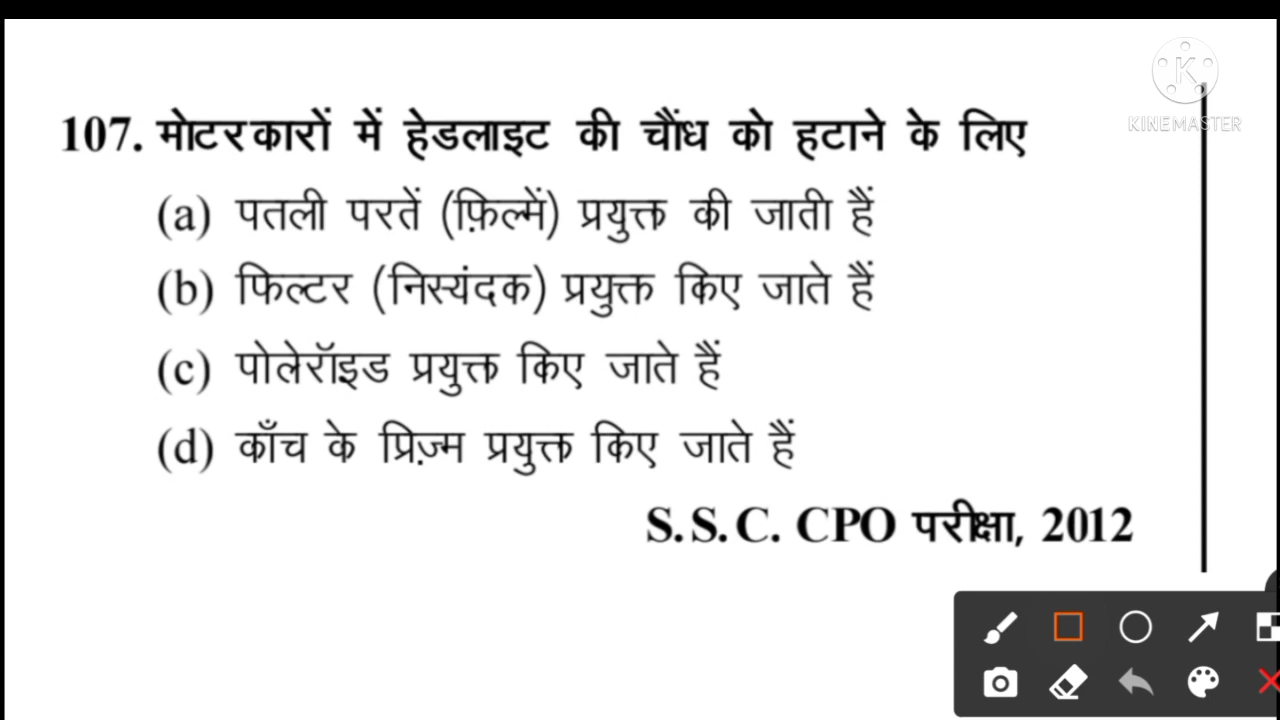 KINEMASTER
107. मोटरकारों में हेडलाइट की चौंध को हटाने के लिए
(a) पतली परतें (फ़िल्में) प्रयुक्त की जाती हैं
(b) फिल्टर (निस्यंदक) प्रयुक्त किए जाते हैं
(c) पोलेरॉइड प्रयुक्त किए जाते हैं
(d) काँच के प्रिज़्म प्रयुक्त किए जाते हैं
S.S.C. CPO परीक्षा, 2012